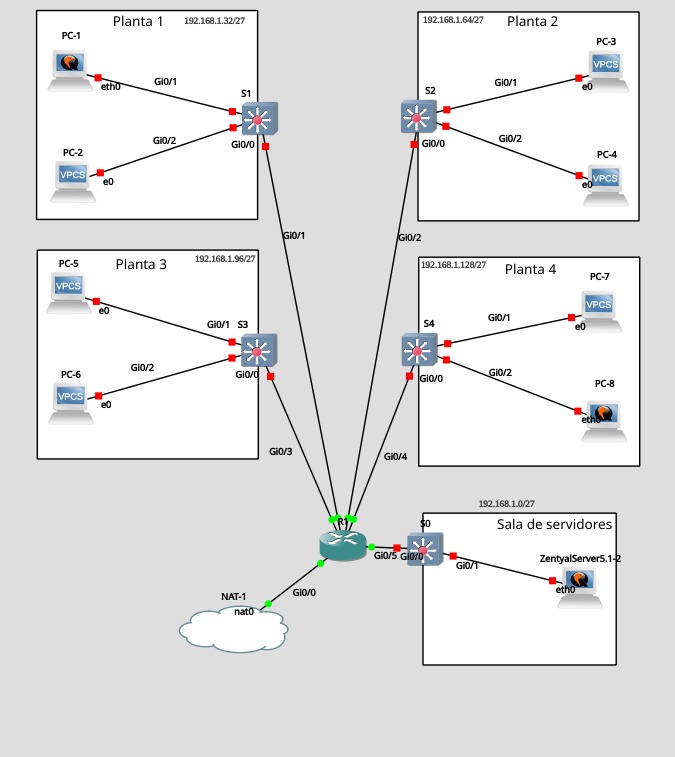 Planta 1
192.168.1.32/27
PC-1
eth0
Gi0/1
S1
Gi0/2
Gi0/0
PC-2
VPCS
e0
192.168.1.64/27
Planta 2
PC-3
VPCS
e0
Gi0/1
S2
Gi0/2
Gi0/0
PC-4
VPCS
e0
Gi0/1
Gi0/2
Planta 3
192.168.1.96/27
PC-5
VPCS
e0
Gi0/1
S3
Gi0/2
Gi0/0
PC-6
VPCS
e0
192.168.1.128/27
Planta 4
PC-7
VPCS
e0
Gi0/1
S4
Gi0/2
Gi0/0
PC-8
eth0
Gi0/3
Gi0/4
192.168.1.0/27
R1
S0
Sala de servidores
Gi0/5
Gi0/0
Gi0/1
ZentyalServer5.1-2
eth0
Gi0/0
NAT-1
nat0